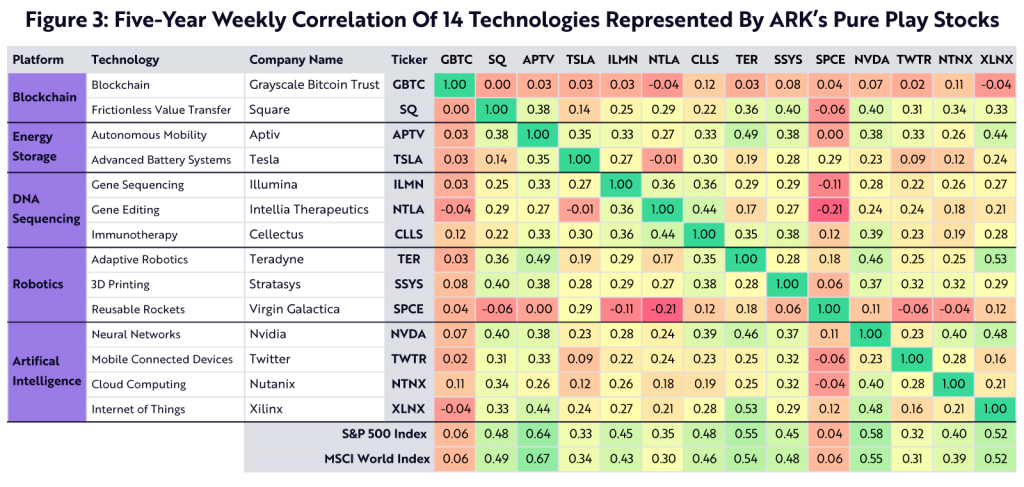 Figure 3: Five-Year Weekly Correlation Of 14 Technologies Represented By ARK's Pure Play Stocks
Platform Technology Company Name Ticker GBTC SQ APTV TSLA ILMN NTLA CLLS TER SSYS SPCE NVDA TWTR NTNX XLNX
Blockchain
Blockchain Grayscale Bitcoin Trust GBTC 1.00 0.00 0.03 0.03 0.03 -0.04 0.12 0.03 0.08 0.04 0.07 0.02 0.11 -0.04
Frictionless Value Transfer Square SQ 0.00 1.00 0.38 0.14 0.25 0.29 0.22 0.36 0.40 -0.06 0.40 0.31 0.34 0.33
Energy
Storage
Autonomous Mobility Aptiv APTV 0.03 0.38 1.00 0.35 0.33 0.27 0.33 0.49 0.38 0.00 0.38 0.33 0.26 0.44
Advanced Battery Systems Tesla TSLA 0.03 0.14 0.35 1.00 0.27 -0.01 0.30 0.19 0.28 0.29 0.23 0.09 0.12 0.24
DNA
Sequencing
Gene Sequencing Illumina ILMN 0.03 0.25 0.33 0.27 1.00 0.36 0.36 0.29 0.29 -0.11 0.28 0.22 0.26 0.27
Gene Editing Intellia Therapeutics NTLA -0.04 0.29 0.27 -0.01 0.36 1.00 0.44 0.17 0.27 -0.21 0.24 0.24 0.18 0.21
Immunotherapy Cellectus CLLS 0.12 0.22 0.33 0.30 0.36 0.44 1.00 0.35 0.38 0.12 0.39 0.23 0.19 0.28
Robotics
Adaptive Robotics Teradyne TER 0.03 0.36 0.49 0.19 0.29 0.17 0.35 1.00 0.28 0.18 0.46 0.25 0.25 0.53
3D Printing Stratasys SSYS 0.08 0.40 0.38 0.28 0.29 0.27 0.38 0.28 1.00 0.06 0.37 0.32 0.32 0.29
Reusable Rockets Virgin Galactica SPCE 0.04 -0.06 0.00 0.29 -0.11 -0.21 0.12 0.18 0.06 1.00 0.11 -0.06 -0.04 0.12
Artifical
Intelligence
Neural Networks Nvidia NVDA 0.07 0.40 0.38 0.23 0.28 0.24 0.39 0.46 0.37 0.11 1.00 0.23 0.40 0.48
Mobile Connected Devices Twitter TWTR 0.02 0.31 0.33 0.09 0.22 0.24 0.23 0.25 0.32 -0.06 0.23 1.00 0.28 0.16
Cloud Computing Nutanix NTNX 0.11 0.34 0.26 0.12 0.26 0.18 0.19 0.25 0.32 -0.04 0.40 0.28 1.00 0.21
Internet of Things Xilinx XLNX -0.04 0.33 0.44 0.24 0.27 0.21 0.28 0.53 0.29 0.12 0.48 0.16 0.21 1.00
S&P 500 Index 0.06 0.48 0.64 0.33 0.45 0.35 0.48 0.55 0.45 0.04 0.58 0.32 0.40 0.52
MSCI World Index 0.06 0.49 0.67 0.34 0.43 0.30 0.46 0.54 0.48 0.06 0.55 0.31 0.39 0.52